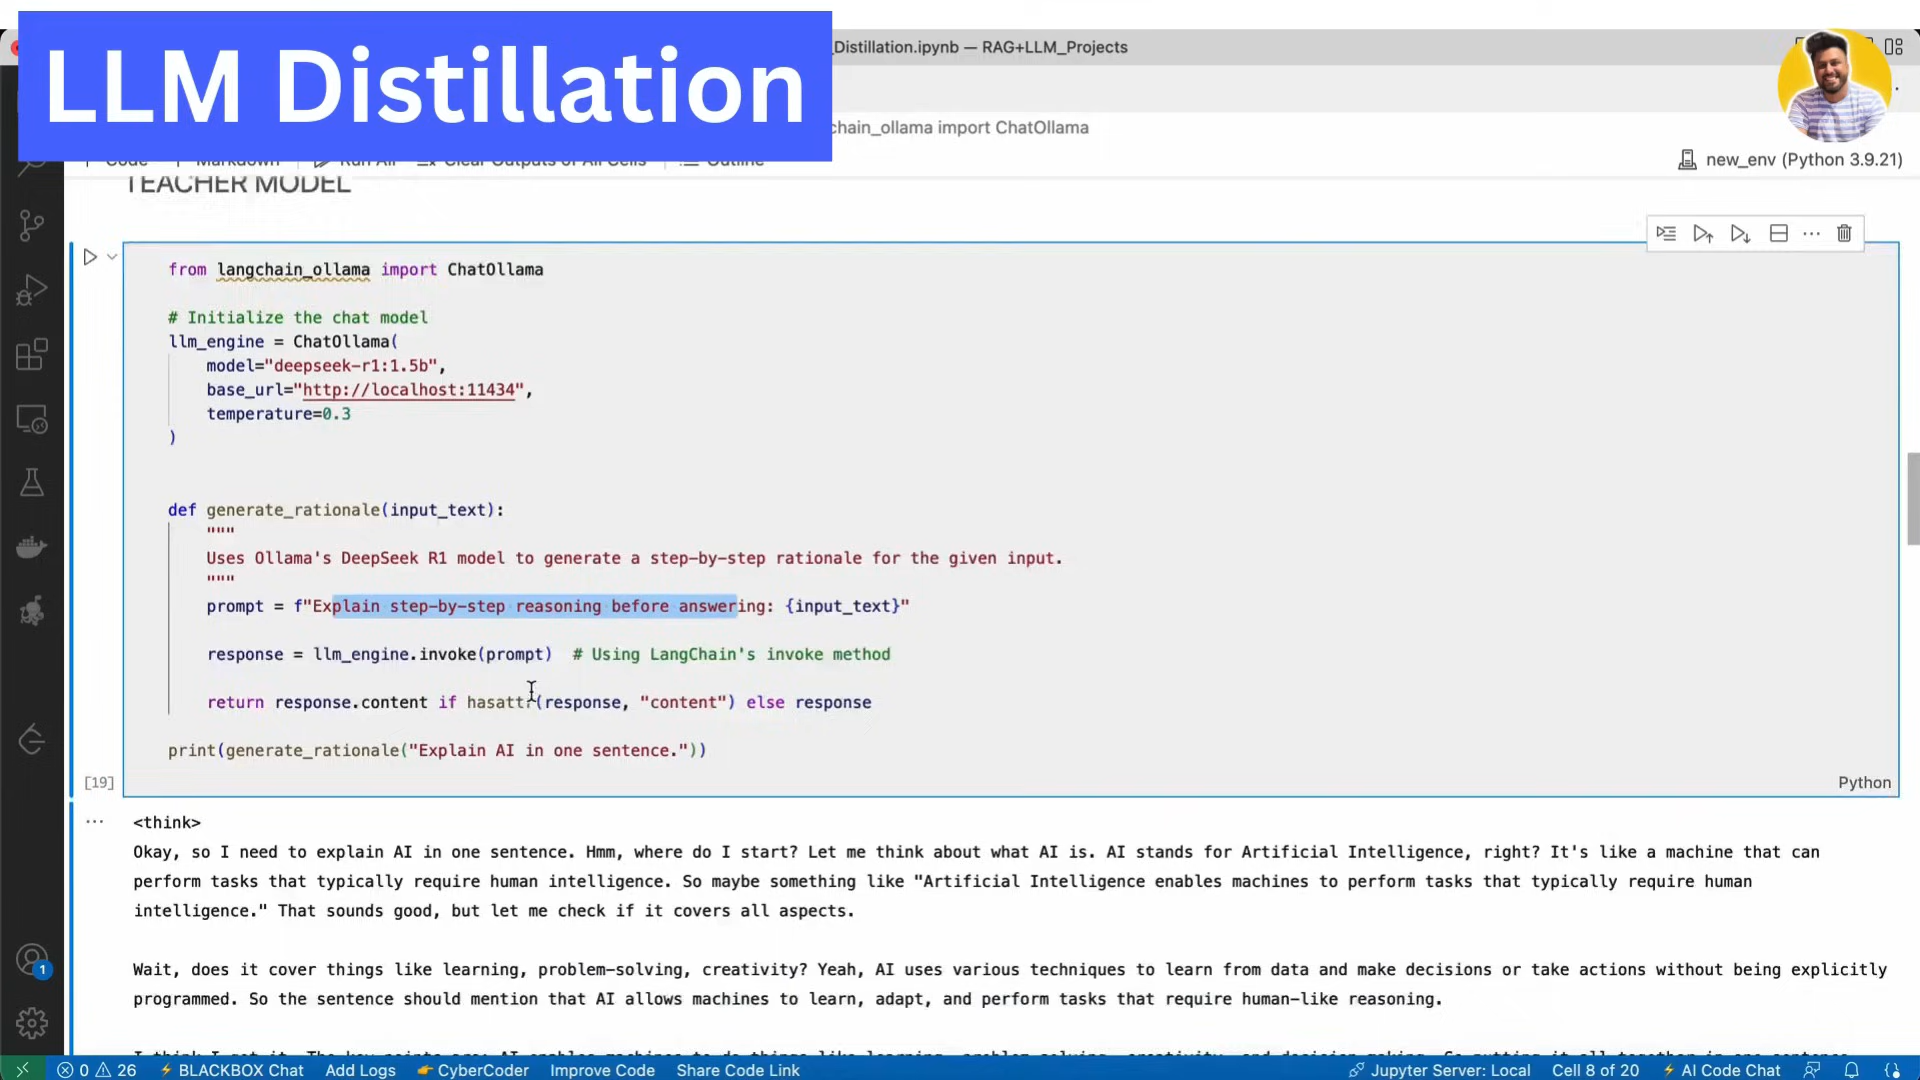 LLM Distillation
_Distillation.ipynb — RAG+LLM_Projects
chain_ollama import ChatOllama
Code
Markdown
Run All
Clear Outputs of All Cells
Outline
new_env (Python 3.9.21)
TEACHER MODEL
from langchain_ollama import ChatOllama
# Initialize the chat model
llm_engine = ChatOllama(
model="deepseek-r1:1.5b",
base_url="http://localhost:11434",
temperature=0.3
)
def generate_rationale(input_text):
"""
Uses Ollama's DeepSeek R1 model to generate a step-by-step rationale for the given input.
"""
prompt = f"Explain step-by-step reasoning before answering: {input_text}"
response = llm_engine.invoke(prompt)  # Using LangChain's invoke method
return response.content if hasattr(response, "content") else response
print(generate_rationale("Explain AI in one sentence."))
[19]
Python
<think>
Okay, so I need to explain AI in one sentence. Hmm, where do I start? Let me think about what AI is. AI stands for Artificial Intelligence, right? It's like a machine that can
perform tasks that typically require human intelligence. So maybe something like "Artificial Intelligence enables machines to perform tasks that typically require human
intelligence." That sounds good, but let me check if it covers all aspects.
Wait, does it cover things like learning, problem-solving, creativity? Yeah, AI uses various techniques to learn from data and make decisions or take actions without being explicitly
programmed. So the sentence should mention that AI allows machines to learn, adapt, and perform tasks that require human-like reasoning.
1
0 26
BLACKBOX Chat
Add Logs
CyberCoder
Improve Code
Share Code Link
Jupyter Server: Local
Cell 8 of 20
AI Code Chat